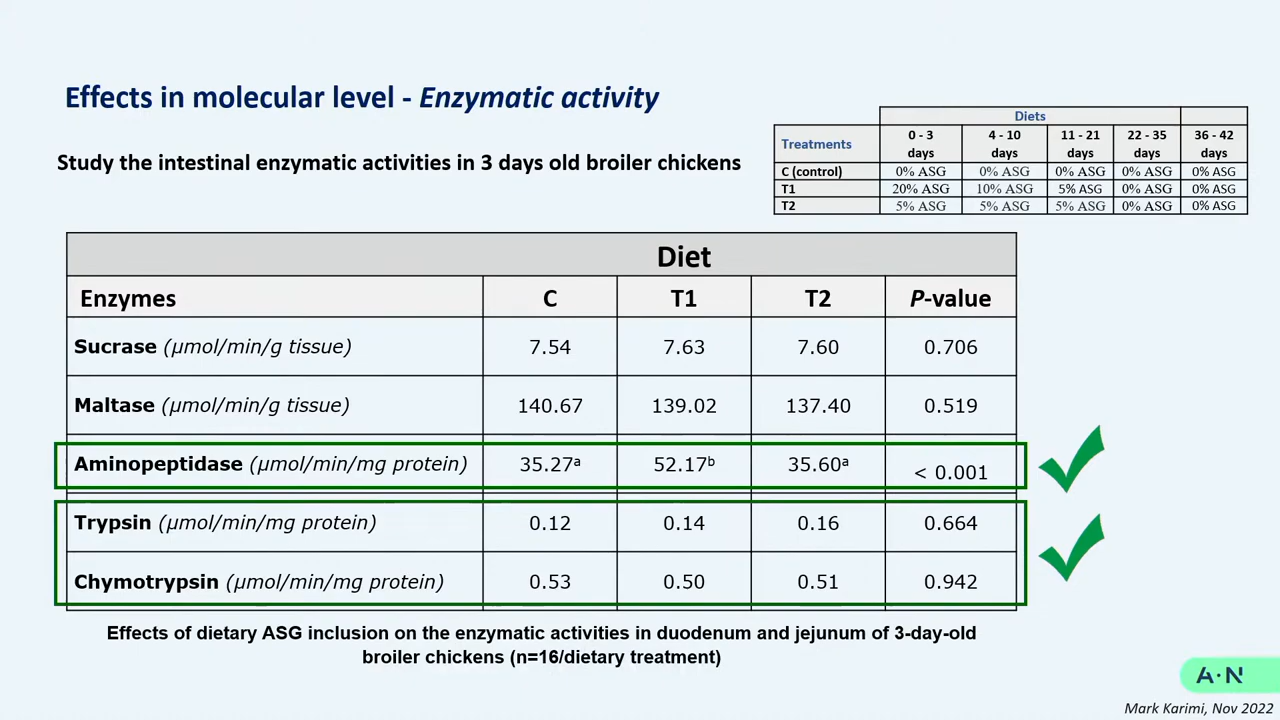 Effects in molecular level - Enzymatic activity
Study the intestinal enzymatic activities in 3 days old broiler chickens
Diets
Treatments 0 - 3 days 4 - 10 days 11 - 21 days 22 - 35 days 36 - 42 days
C (control) 0% ASG 0% ASG 0% ASG 0% ASG 0% ASG
T1 20% ASG 10% ASG 5% ASG 0% ASG 0% ASG
T2 5% ASG 5% ASG 5% ASG 0% ASG 0% ASG
Diet
Enzymes C T1 T2 P-value
Sucrase (µmol/min/g tissue) 7.54 7.63 7.60 0.706
Maltase (µmol/min/g tissue) 140.67 139.02 137.40 0.519
Aminopeptidase (µmol/min/mg protein) 35.27ᵃ 52.17ᵇ 35.60ᵃ < 0.001
Trypsin (µmol/min/mg protein) 0.12 0.14 0.16 0.664
Chymotrypsin (µmol/min/mg protein) 0.53 0.50 0.51 0.942
Effects of dietary ASG inclusion on the enzymatic activities in duodenum and jejunum of 3-day-old
broiler chickens (n=16/dietary treatment)
A·N
Mark Karimi, Nov 2022